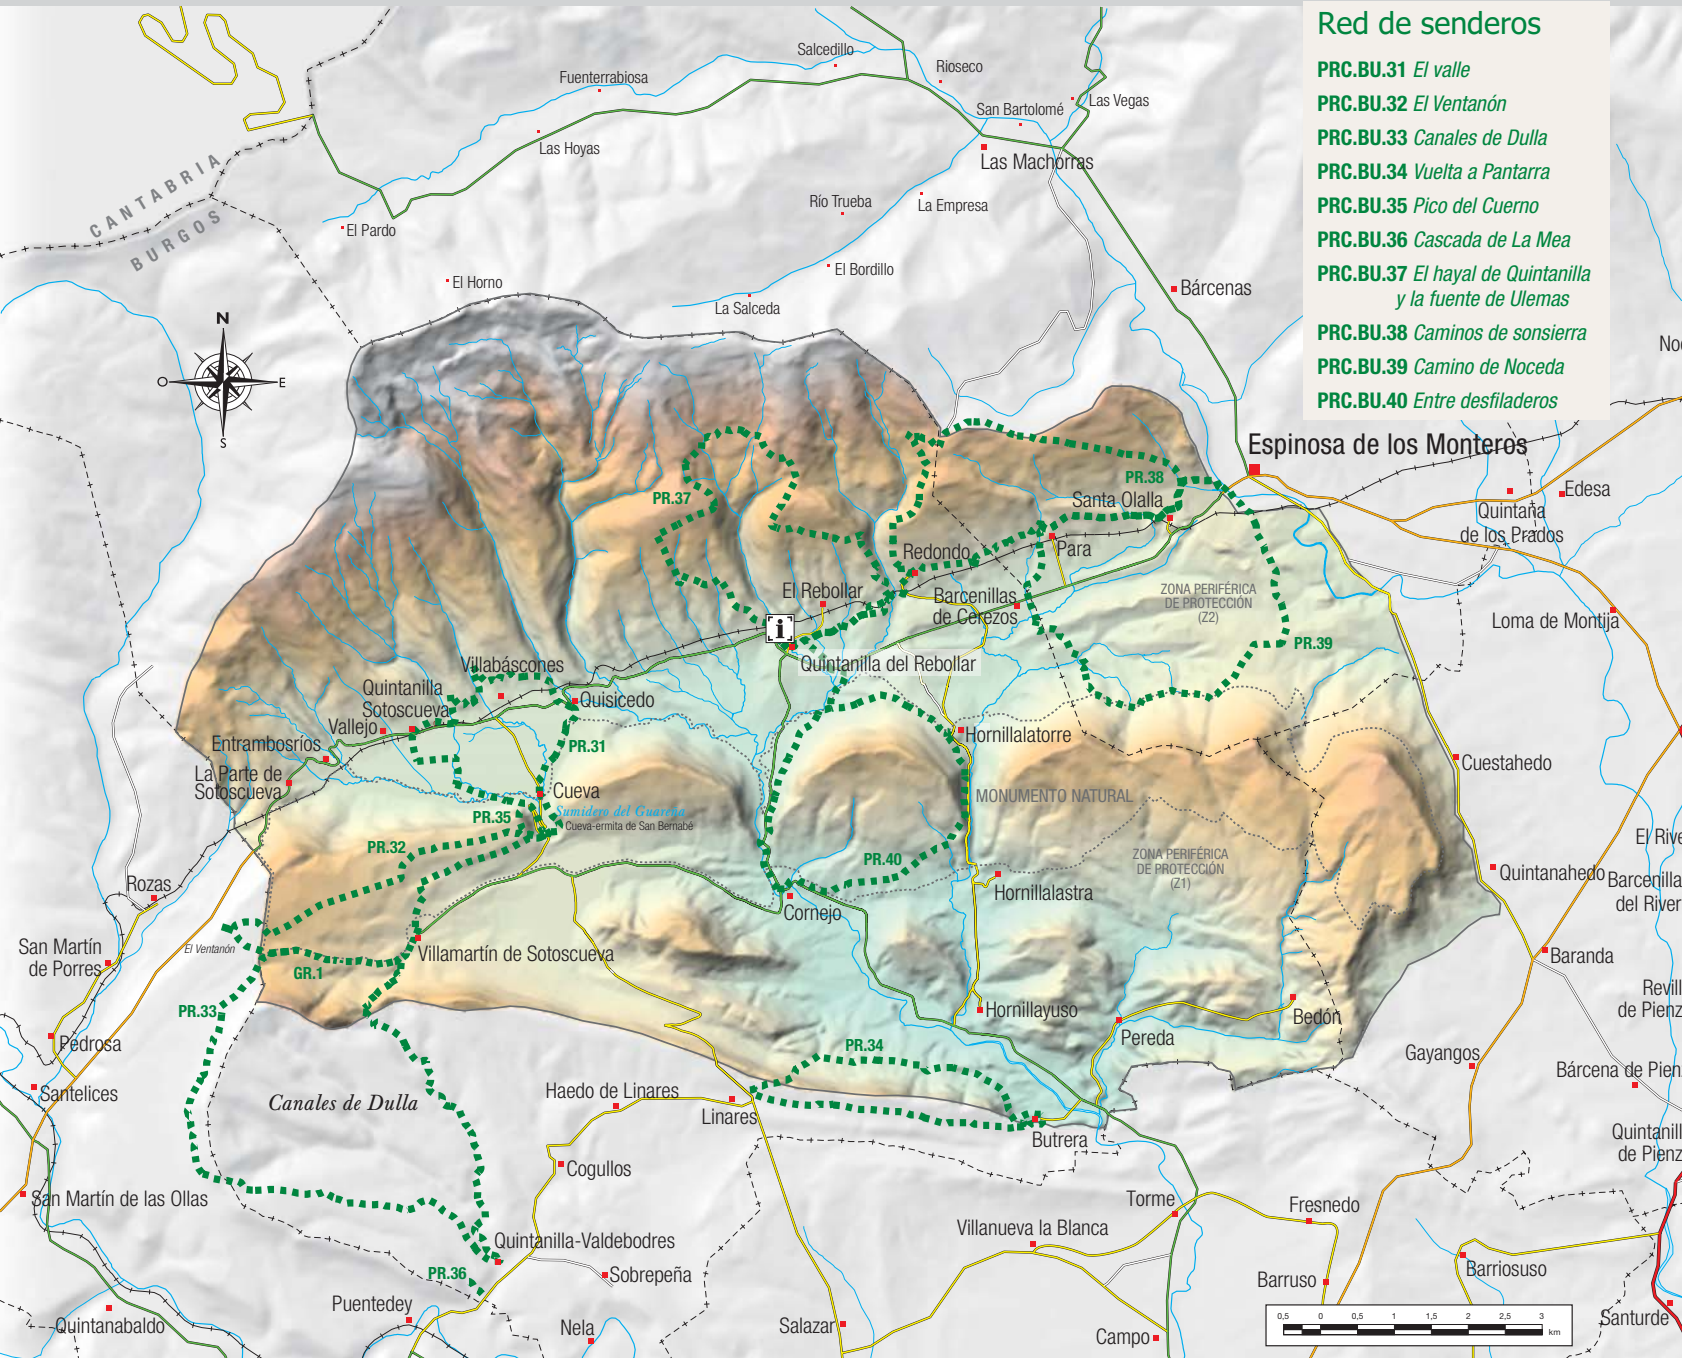 Red de senderos
PRC.BU.31 El valle
PRC.BU.32 El Ventanón
PRC.BU.33 Canales de Dulla
PRC.BU.34 Vuelta a Pantarra
PRC.BU.35 Pico del Cuerno
PRC.BU.36 Cascada de La Mea
PRC.BU.37 El hayal de Quintanilla
y la fuente de Ulemas
PRC.BU.38 Caminos de sonsierra
PRC.BU.39 Camino de Noceda
PRC.BU.40 Entre desfiladeros
Salcedillo
Fuenterrabiosa
Rioseco
San Bartolomé
Las Vegas
Las Hoyas
Las Machorras
CANTABRIA
BURGOS
Río Trueba
La Empresa
El Pardo
El Bordillo
El Horno
La Salceda
Bárcenas
N
O
E
S
Espinosa de los Monteros
PR.38
PR.37
Santa Olalla
Edesa
Quintana
de los Prados
Redondo
Para
El Rebollar
Barcenillas
de Cerezos
ZONA PERIFÉRICA
DE PROTECCIÓN
(Z2)
Loma de Montija
i
PR.39
Quintanilla del Rebollar
Villabáscones
Quintanilla
Sotoscueva
Quisicedo
Vallejo
Entrambosrios
PR.31
Hornillalatorre
La Parte de
Sotoscueva
Cuestahedo
Cueva
MONUMENTO NATURAL
Sumidero del Guareña
Cueva-ermita de San Bernabé
PR.35
PR.32
PR.40
ZONA PERIFÉRICA
DE PROTECCIÓN
(Z1)
El Rive
Quintanahedo
Barcenilla
del River
Rozas
Hornillalastra
Cornejo
El Ventanón
San Martín
de Porres
Villamartín de Sotoscueva
Baranda
GR.1
PR.33
Hornillayuso
Bedón
Revill
de Pienz
Pedrosa
Pereda
PR.34
Gayangos
Bárcena de Pien
Santelices
Haedo de Linares
Canales de Dulla
Linares
Butrera
Quintanill
de Pienz
Cogullos
San Martín de las Ollas
Torme
Fresnedo
Villanueva la Blanca
Quintanilla-Valdebodres
PR.36
Sobrepeña
Barriosuso
Barruso
Puentedey
Quintanabaldo
Nela
Salazar
Campo
Santurde
0,5 0 0,5 1 1,5 2 2,5 3
km